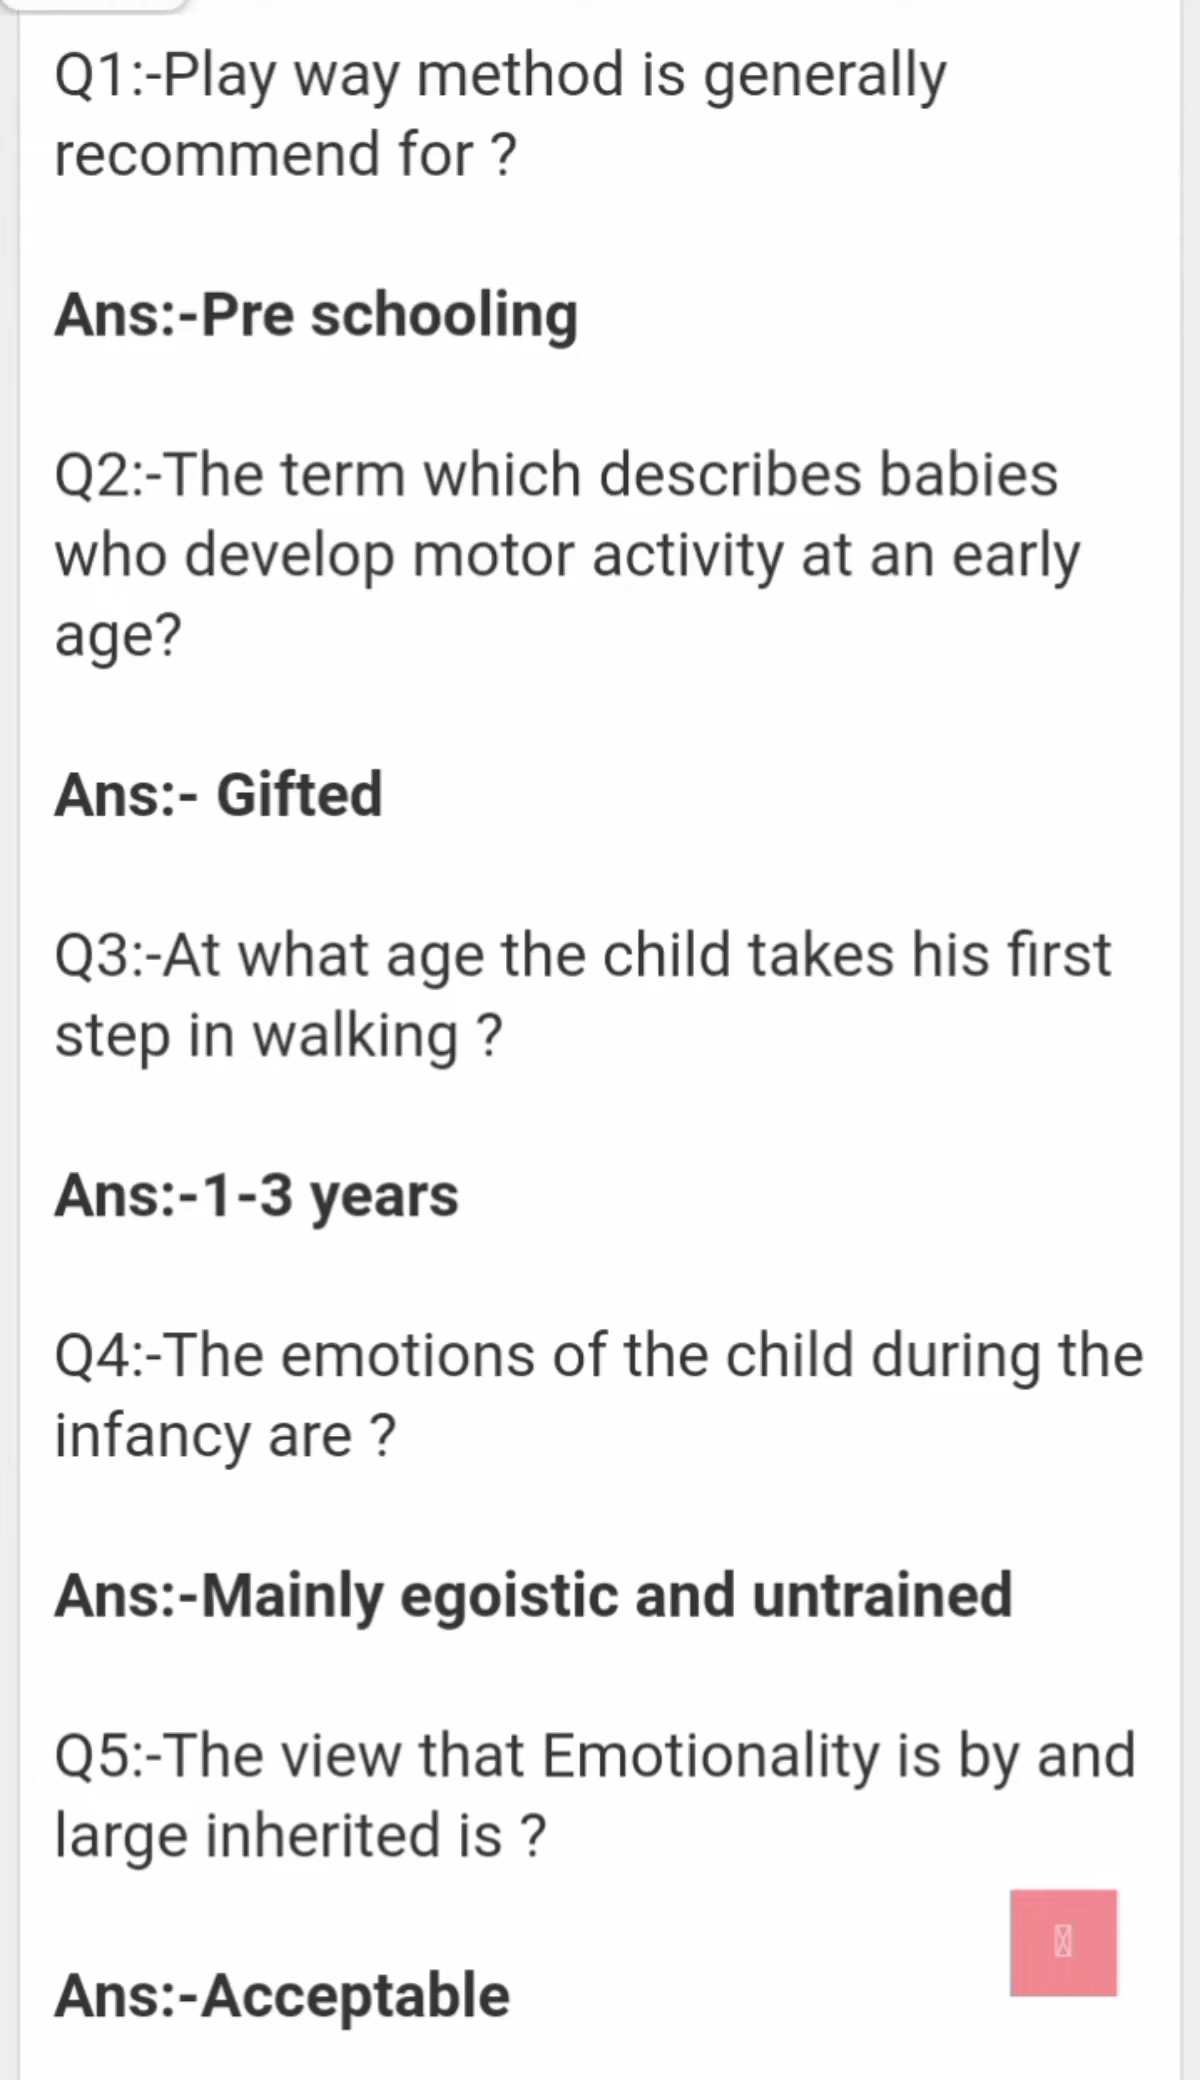 Q1:-Play way method is generally
recommend for ?
Ans:-Pre schooling
Q2:-The term which describes babies
who develop motor activity at an early
age?
Ans:- Gifted
Q3:-At what age the child takes his first
step in walking ?
Ans:-1-3 years
Q4:-The emotions of the child during the
infancy are ?
Ans:-Mainly egoistic and untrained
Q5:-The view that Emotionality is by and
large inherited is ?
Ans:-Acceptable